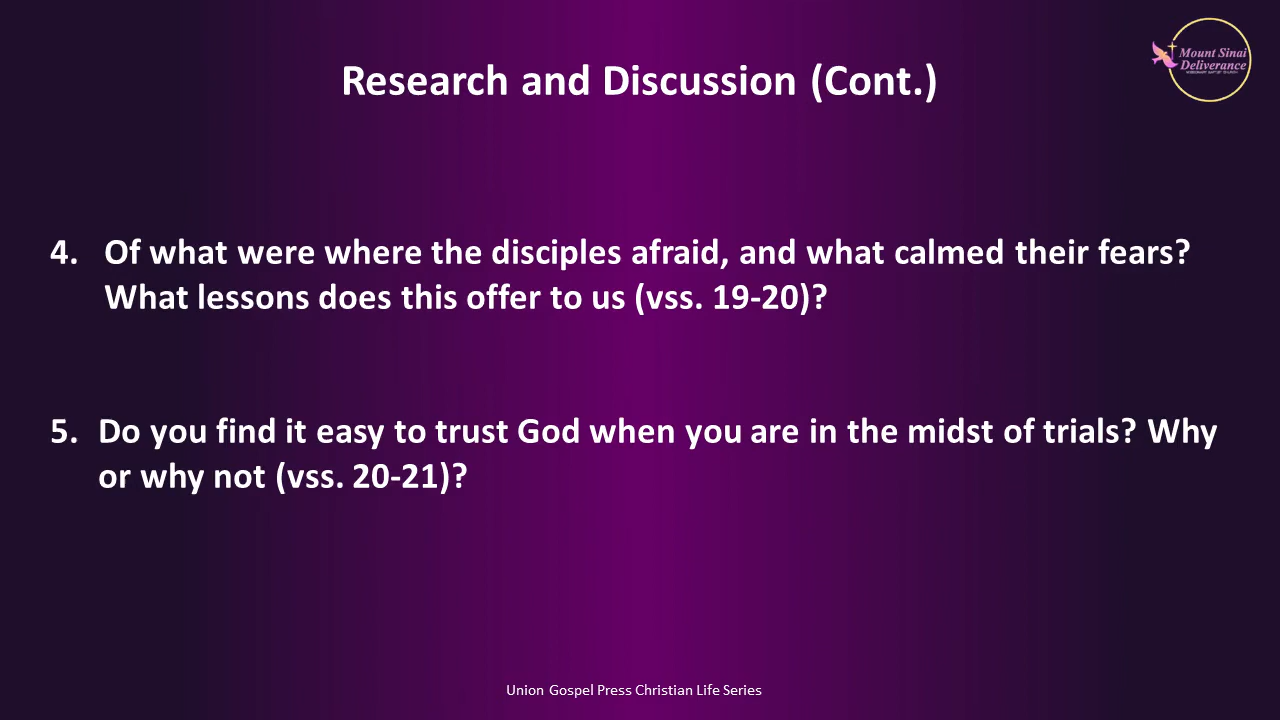 Mount Sinai
Deliverance
MISSIONARY BAPTIST CHURCH
Research and Discussion (Cont.)
4. Of what were where the disciples afraid, and what calmed their fears?
What lessons does this offer to us (vss. 19-20)?
5. Do you find it easy to trust God when you are in the midst of trials? Why
or why not (vss. 20-21)?
Union Gospel Press Christian Life Series